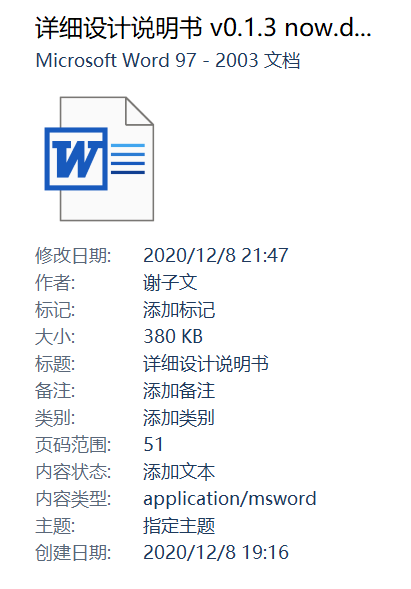 详细设计说明书 v0.1.3 now.d...
Microsoft Word 97 - 2003 文档
W
修改日期: 2020/12/8 21:47
作者: 谢子文
标记: 添加标记
大小: 380 KB
标题: 详细设计说明书
备注: 添加备注
类别: 添加类别
页码范围: 51
内容状态: 添加文本
内容类型: application/msword
主题: 指定主题
创建日期: 2020/12/8 19:16